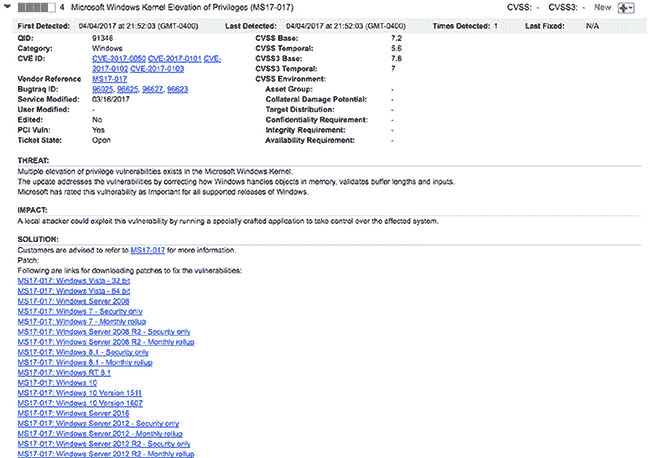 4 Microsoft Windows Kernel Elevation of Privileges (MS17-017) CVSS: - CVSS3: - New
First Detected: 04/04/2017 at 21:52:03 (GMT-0400) Last Detected: 04/04/2017 at 21:52:03 (GMT-0400) Times Detected: 1 Last Fixed: N/A
QID: 91346 CVSS Base: 7.2
Category: Windows CVSS Temporal: 5.6
CVE ID: CVE-2017-0050 CVE-2017-0101 CVE- CVSS3 Base: 7.8
2017-0102 CVE-2017-0103 CVSS3 Temporal: 7
Vendor Reference MS17-017 CVSS Environment:
Bugtraq ID: 96025, 96625, 96627, 96623 Asset Group: -
Service Modified: 03/16/2017 Collateral Damage Potential: -
User Modified: - Target Distribution: -
Edited: No Confidentiality Requirement: -
PCI Vuln: Yes Integrity Requirement: -
Ticket State: Open Availability Requirement: -
THREAT:
Multiple elevation of privilege vulnerabilities exists in the Microsoft Windows Kernel.
The update addresses the vulnerabilities by correcting how Windows handles objects in memory, validates buffer lengths and inputs.
Microsoft has rated this vulnerability as Important for all supported releases of Windows.
IMPACT:
A local attacker could exploit this vulnerability by running a specially crafted application to take control over the affected system.
SOLUTION:
Customers are advised to refer to MS17-017 for more information.
Patch:
Following are links for downloading patches to fix the vulnerabilities:
MS17-017: Windows Vista - 32 bit
MS17-017: Windows Vista - 64 bit
MS17-017: Windows Server 2008
MS17-017: Windows 7 - Security only
MS17-017: Windows 7 - Monthly rollup
MS17-017: Windows Server 2008 R2 - Security only
MS17-017: Windows Server 2008 R2 - Monthly rollup
MS17-017: Windows 8.1 - Security only
MS17-017: Windows 8.1 - Monthly rollup
MS17-017: Windows RT 8.1
MS17-017: Windows 10
MS17-017: Windows 10 Version 1511
MS17-017: Windows 10 Version 1607
MS17-017: Windows Server 2016
MS17-017: Windows Server 2012 - Security only
MS17-017: Windows Server 2012 - Monthly rollup
MS17-017: Windows Server 2012 R2 - Security only
MS17-017: Windows Server 2012 R2 - Monthly rollup